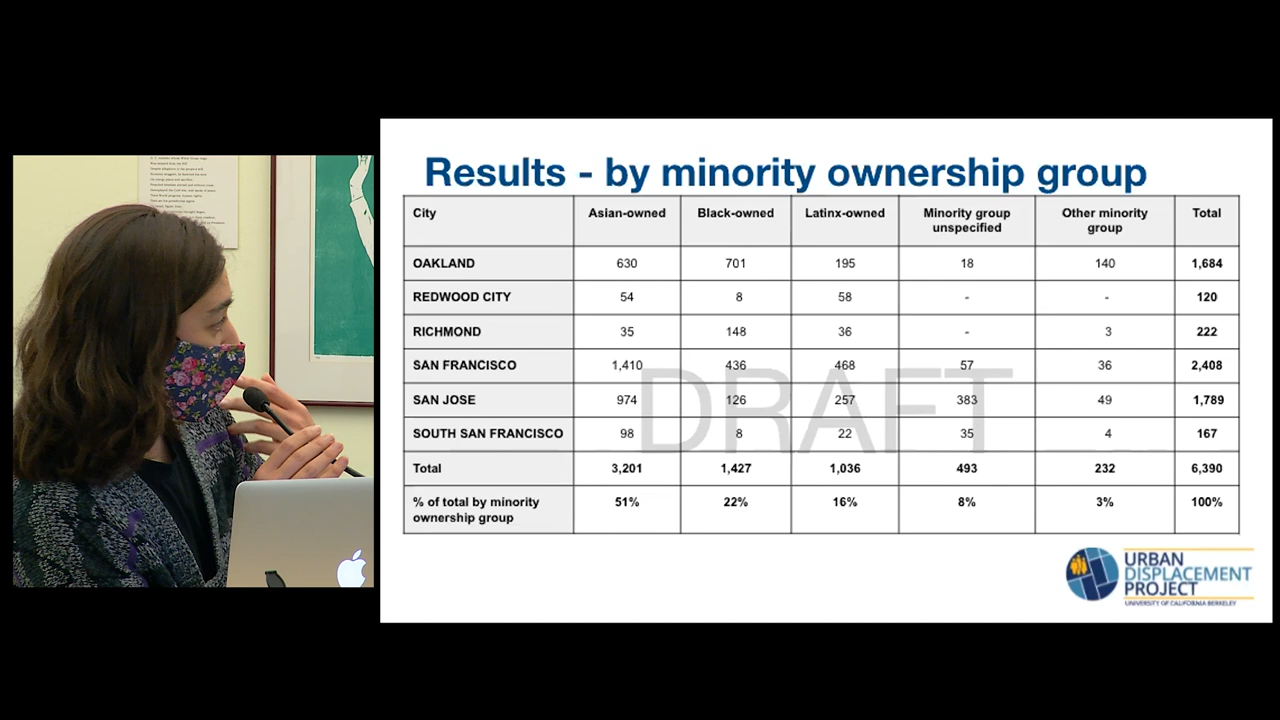 Results - by minority ownership group
City Asian-owned Black-owned Latinx-owned Minority group unspecified Other minority group Total
OAKLAND 630 701 195 18 140 1,684
REDWOOD CITY 54 8 58 - - 120
RICHMOND 35 148 36 - 3 222
SAN FRANCISCO 1,410 436 468 57 36 2,408
SAN JOSE 974 126 257 383 49 1,789
SOUTH SAN FRANCISCO 98 8 22 35 4 167
Total 3,201 1,427 1,036 493 232 6,390
% of total by minority ownership group 51% 22% 16% 8% 3% 100%
DRAFT
URBAN
DISPLACEMENT
PROJECT
UNIVERSITY OF CALIFORNIA BERKELEY